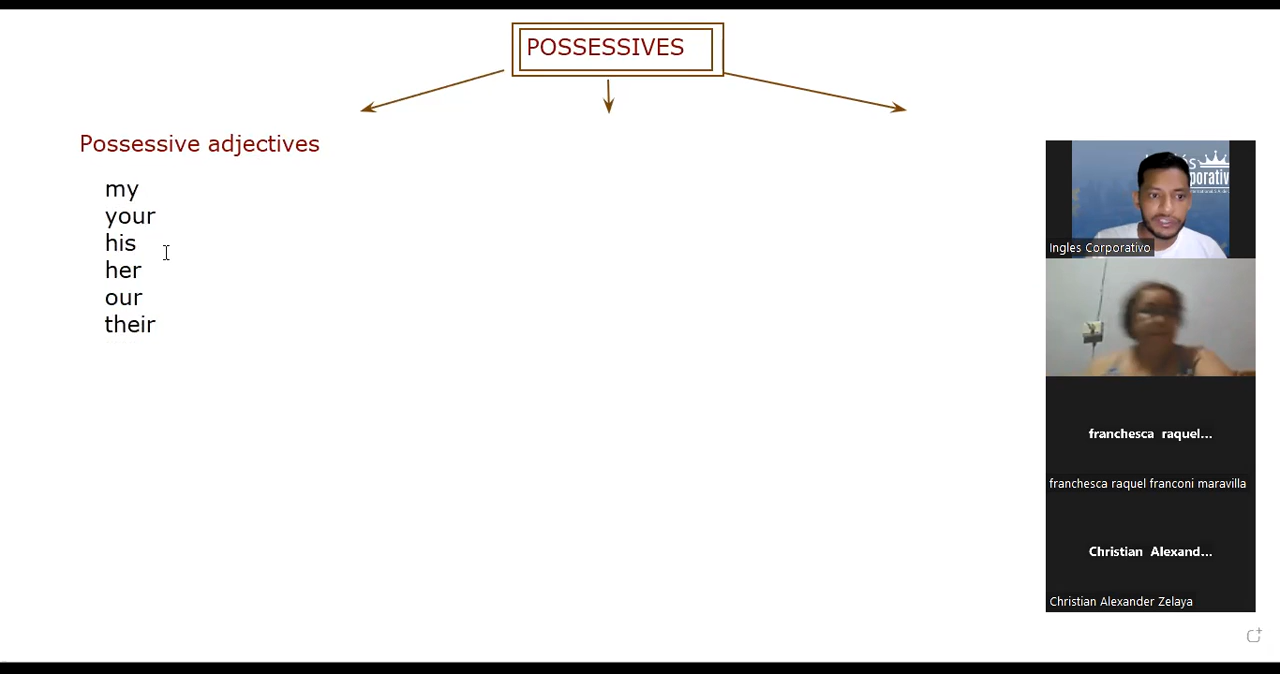 POSSESSIVES
Possessive adjectives
my
your
his
her
our
their
Ingles Corporativo
franchesca raquel...
franchesca raquel franconi maravilla
Christian Alexand...
Christian Alexander Zelaya